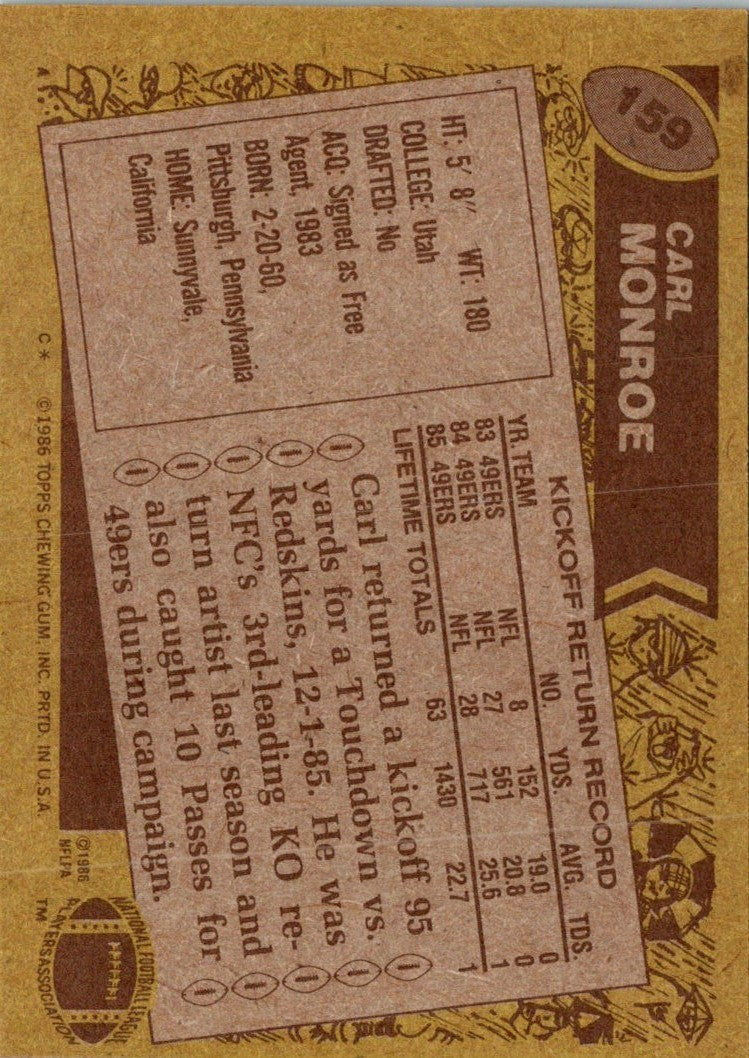 159
CARL
MONROE
HT: 5' 8" WT: 180
COLLEGE: Utah
DRAFTED: No
ACQ: Signed as Free
Agent, 1983
BORN: 2-20-60,
Pittsburgh, Pennsylvania
HOME: Sunnyvale,
California
KICKOFF RETURN RECORD
YR. TEAM NO. YDS. AVG. TDS.
83 49ERS NFL 8 152 19.0 0
84 49ERS NFL 27 561 20.8 0
85 49ERS NFL 28 717 25.6 1
LIFETIME TOTALS 63 1430 22.7 1
Carl returned a kickoff 95
yards for a Touchdown vs.
Redskins, 12-1-85. He was
NFC's 3rd-leading KO re-
turn artist last season and
also caught 10 Passes for
49ers during campaign.
C* ©1986 TOPPS CHEWING GUM, INC. PRTD. IN U.S.A.
©1986
NFLPA
NATIONAL FOOTBALL LEAGUE
PLAYERS ASSOCIATION
TM